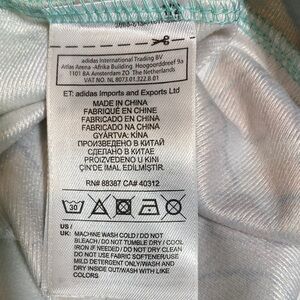 adidas International Trading BV
Atlas Arena -Afrika Building, Hoogoorddreef 9a
1101 BA Amsterdam ZO The Netherlands
VAT NO. NL 8073.01.322.B.01
ET: adidas Imports and Exports Ltd
MADE IN CHINA
FABRIQUÉ EN CHINE
FABRICADO EN CHINA
FABRICADO NA CHINA
GYÁRTVA: KÍNA
ПРОИЗВЕДЕНО В КИТАЙ
СДЕЛАНО В КИТАЕ
PROIZVEDENO U KINI
ÇİN'DE İMAL EDİLMİŞTİR.
RN# 88387 CA# 40312
30
US /
UK: MACHINE WASH COLD / DO NOT
BLEACH / DO NOT TUMBLE DRY / COOL
IRON IF NEEDED / DO NOT DRY CLEAN
DO NOT USE FABRIC SOFTENER/USE
MILD DETERGENT ONLY/WASH AND
DRY INSIDE OUT/WASH WITH LIKE
COLORS